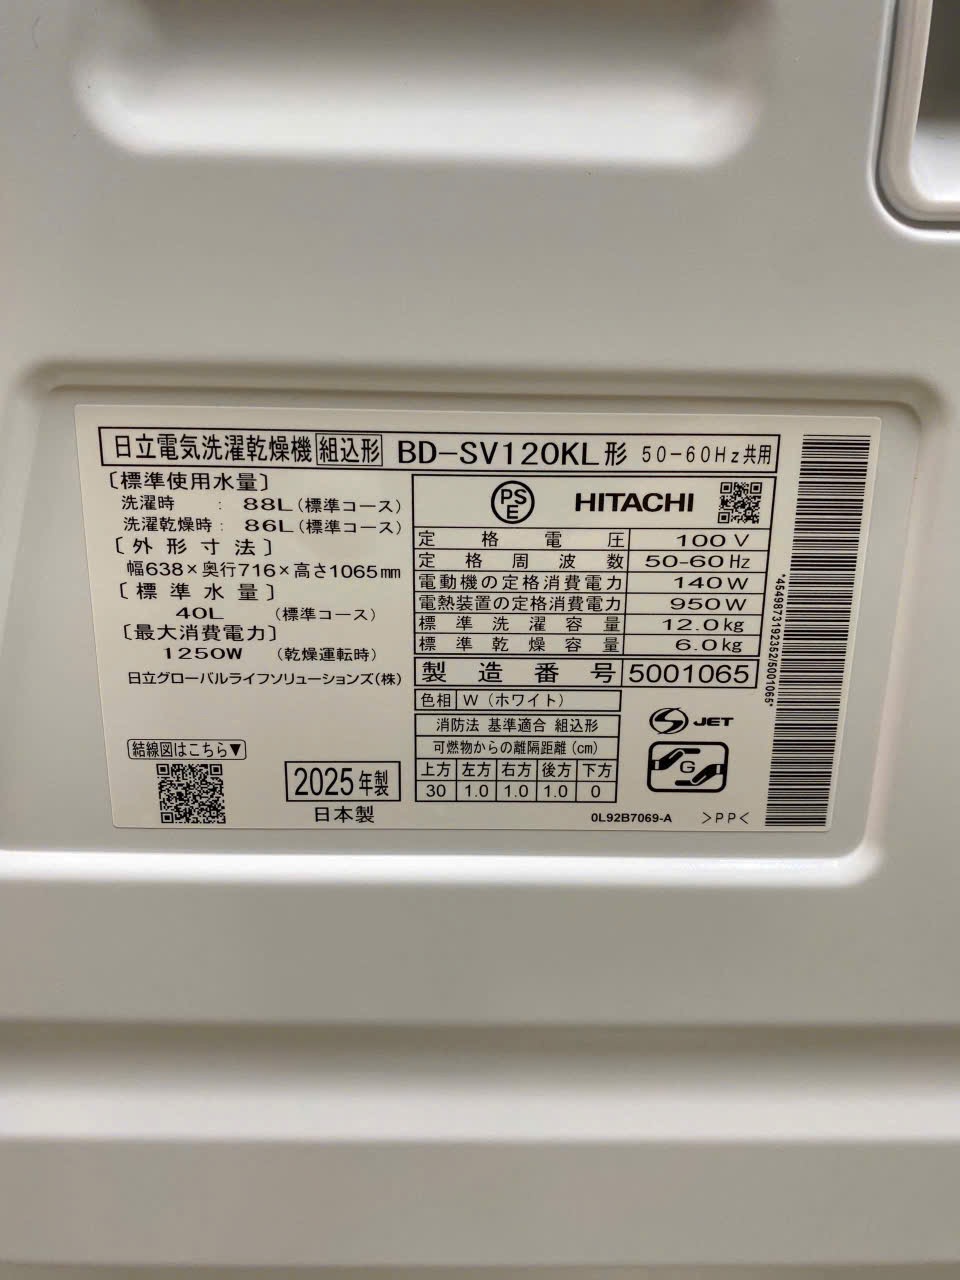 日立電気洗濯乾燥機 組込形 BD-SV120KL形 50-60Hz共用
〔標準使用水量〕
洗濯時 : 88L(標準コース)
洗濯乾燥時: 86L(標準コース)
〔外形寸法〕
幅638×奥行716×高さ1065mm
〔標準水量〕
40L (標準コース)
〔最大消費電力〕
1250W (乾燥運転時)
日立グローバルライフソリューションズ(株)
結線図はこちら▼
2025年製
日本製
PS
E
HITACHI
定格電圧 100V
定格周波数 50-60Hz
電動機の定格消費電力 140W
電熱装置の定格消費電力 950W
標準洗濯容量 12.0kg
標準乾燥容量 6.0kg
製造番号 5001065
色相 W(ホワイト)
消防法 基準適合 組込形
可燃物からの離隔距離(cm)
上方 左方 右方 後方 下方
30 1.0 1.0 1.0 0
S JET
G
0L92B7069-A >PP<
*4549873192352/5001065*